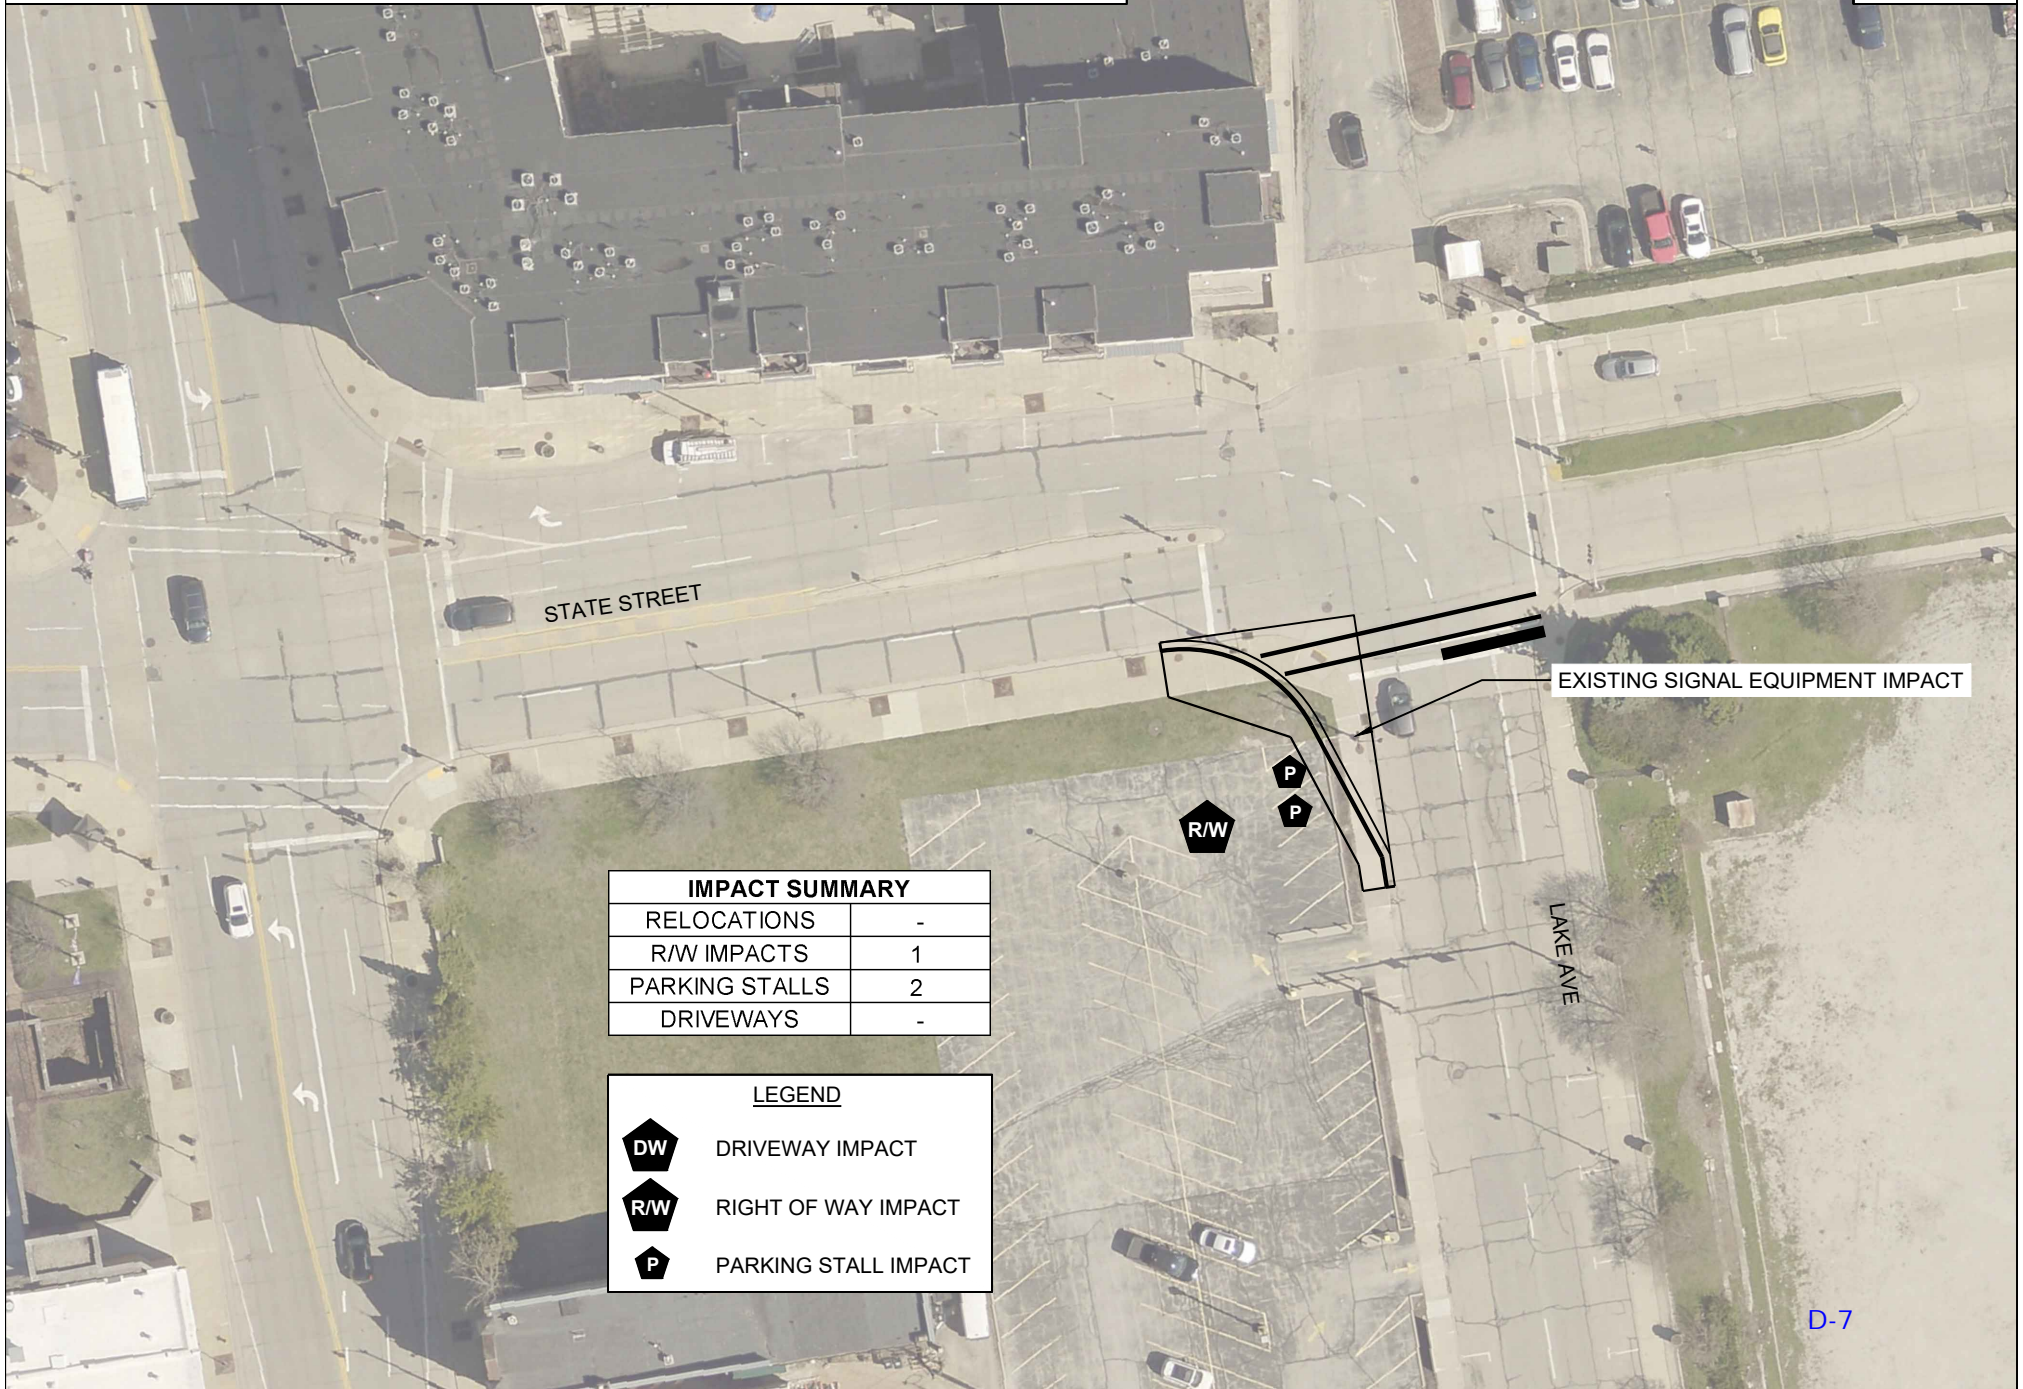 STATE STREET
EXISTING SIGNAL EQUIPMENT IMPACT
P
P
R/W
LAKE AVE
IMPACT SUMMARY
RELOCATIONS -
R/W IMPACTS 1
PARKING STALLS 2
DRIVEWAYS -
LEGEND
DW DRIVEWAY IMPACT
R/W RIGHT OF WAY IMPACT
P PARKING STALL IMPACT
D-7